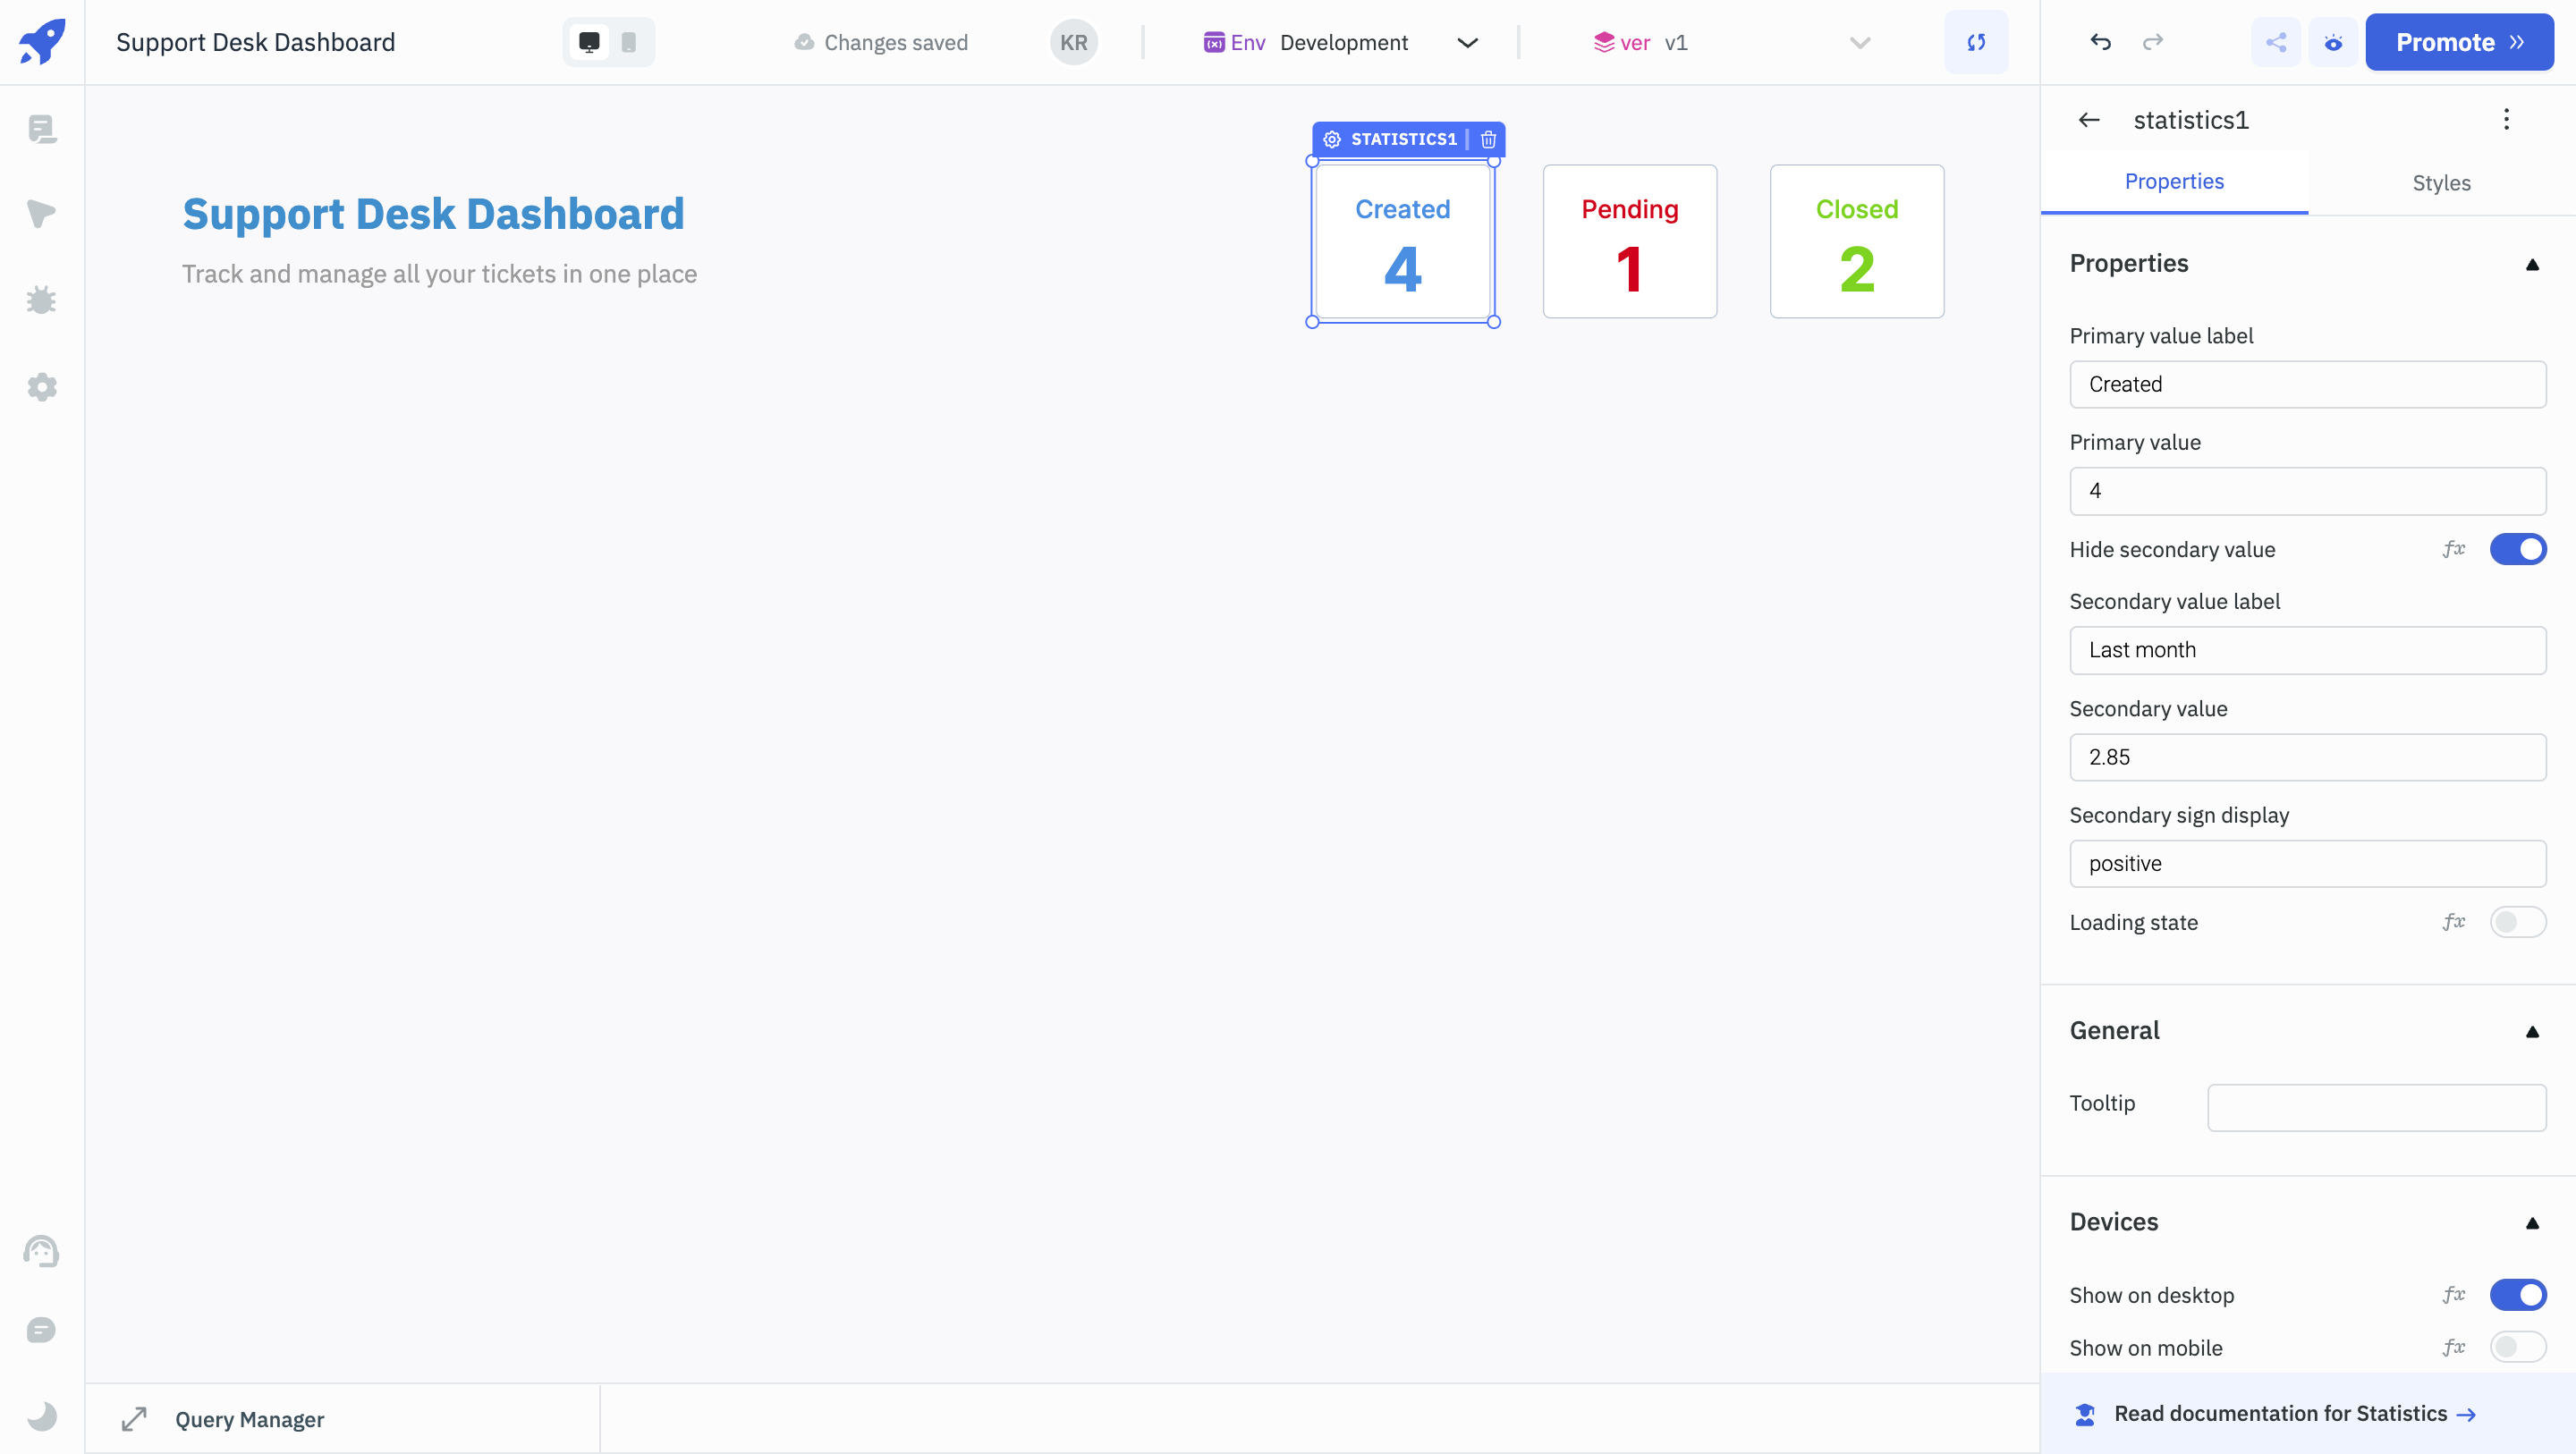 Support Desk Dashboard
Changes saved
KR
Env Development
ver v1
Promote
STATISTICS1
Support Desk Dashboard
Track and manage all your tickets in one place
Created
4
Pending
1
Closed
2
statistics1
Properties
Styles
Properties
Primary value label
Created
Primary value
4
Hide secondary value fx
Secondary value label
Last month
Secondary value
2.85
Secondary sign display
positive
Loading state fx
General
Tooltip
Devices
Show on desktop fx
Show on mobile fx
Read documentation for Statistics
Query Manager